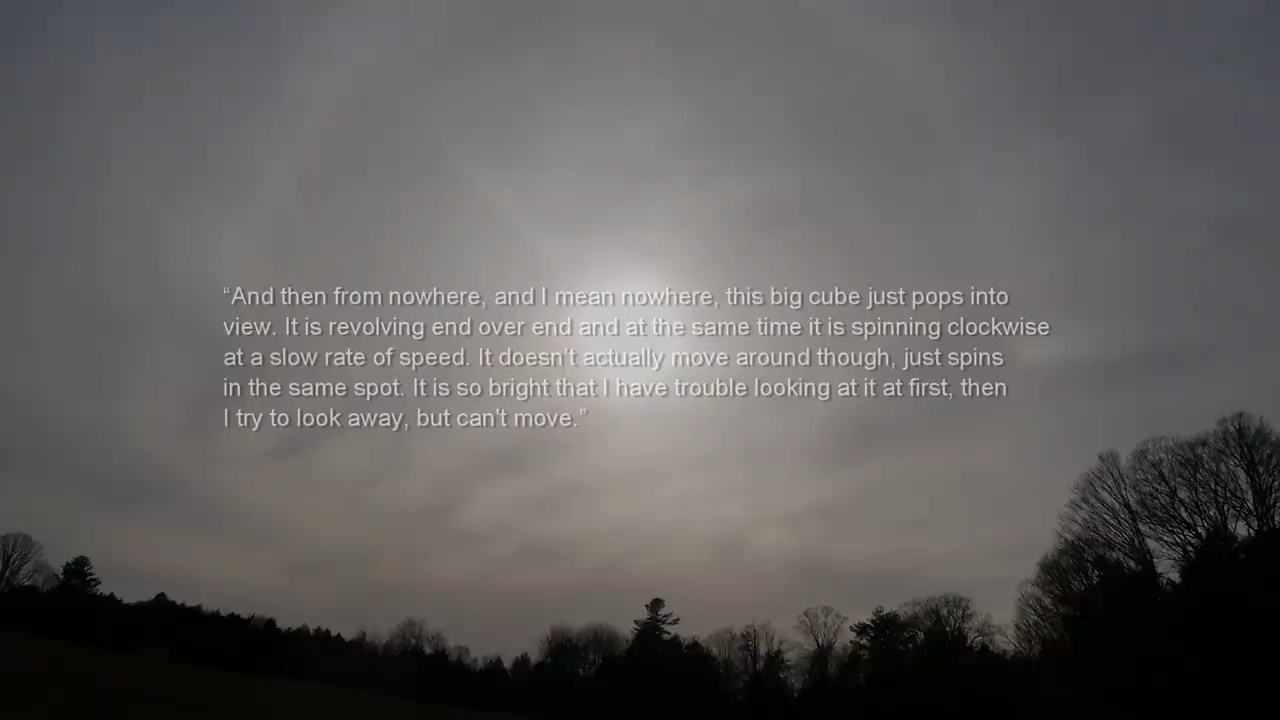 “And then from nowhere, and I mean nowhere, this big cube just pops into
view. It is revolving end over end and at the same time it is spinning clockwise
at a slow rate of speed. It doesn’t actually move around though, just spins
in the same spot. It is so bright that I have trouble looking at it at first, then
I try to look away, but can't move.”